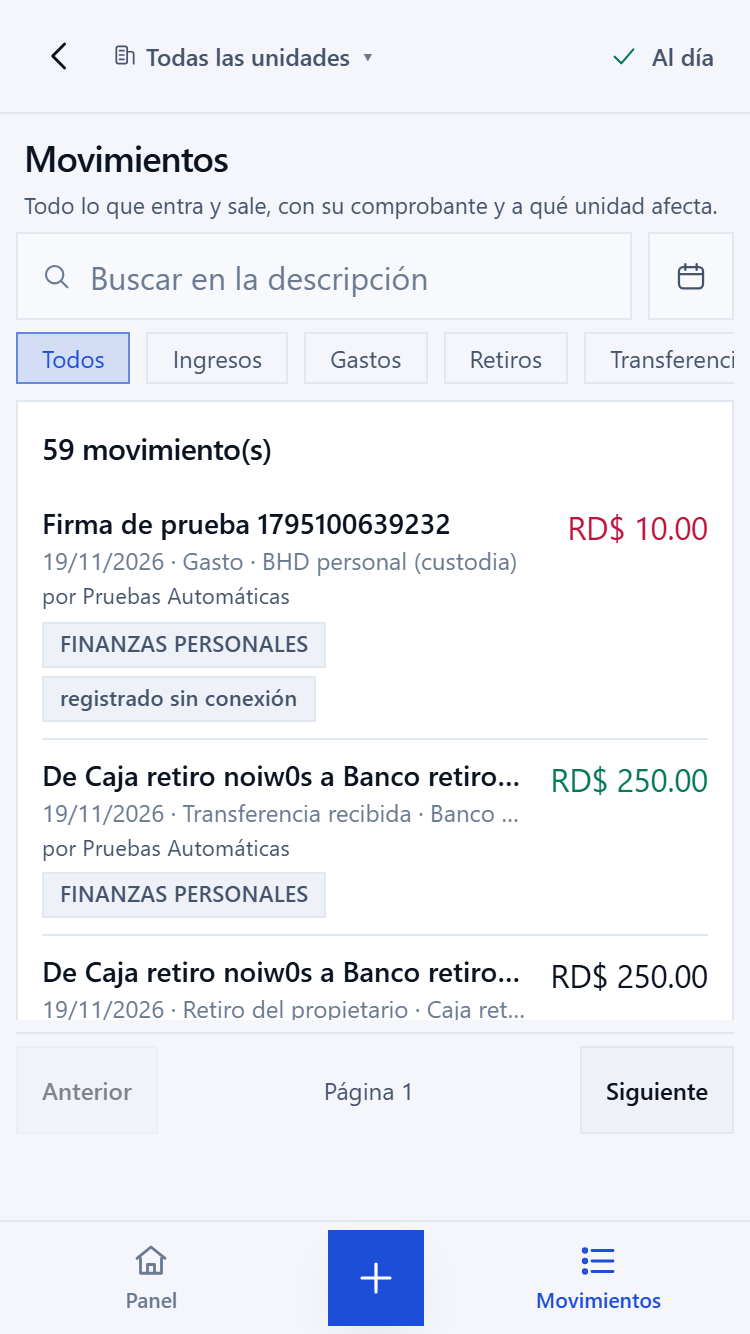 Todas las unidades ▾
Al día
Movimientos
Todo lo que entra y sale, con su comprobante y a qué unidad afecta.
Buscar en la descripción
Todos
Ingresos
Gastos
Retiros
Transferenci
59 movimiento(s)
Firma de prueba 1795100639232
RD$ 10.00
19/11/2026 · Gasto · BHD personal (custodia)
por Pruebas Automáticas
FINANZAS PERSONALES
registrado sin conexión
De Caja retiro noiw0s a Banco retiro...
RD$ 250.00
19/11/2026 · Transferencia recibida · Banco ...
por Pruebas Automáticas
FINANZAS PERSONALES
De Caja retiro noiw0s a Banco retiro...
RD$ 250.00
19/11/2026 · Retiro del propietario · Caja ret...
Anterior
Página 1
Siguiente
Panel
Movimientos